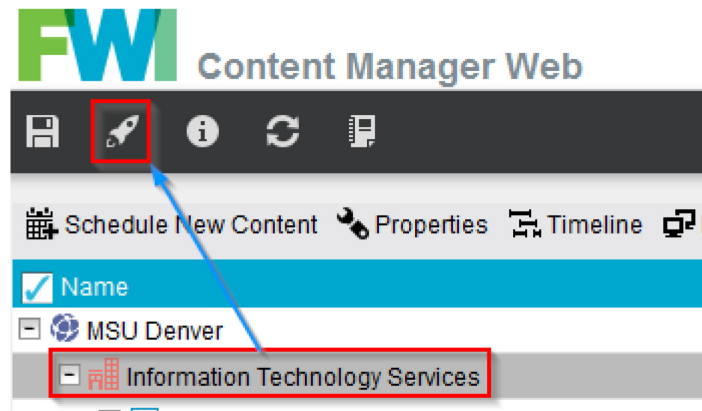 FWI Content Manager Web
Schedule New Content Properties Timeline
Name
MSU Denver
Information Technology Services